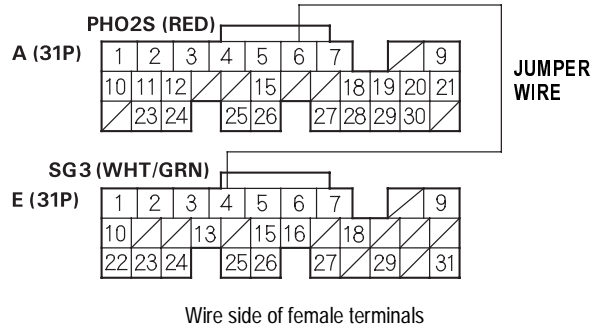 PHO2S (RED)
A (31P)
1 2 3 4 5 6 7 9
10 11 12 15 18 19 20 21
23 24 25 26 27 28 29 30
JUMPER
WIRE
SG3 (WHT/GRN)
E (31P)
1 2 3 4 5 6 7 9
10 13 15 16 18
22 23 24 25 26 27 29 31
Wire side of female terminals